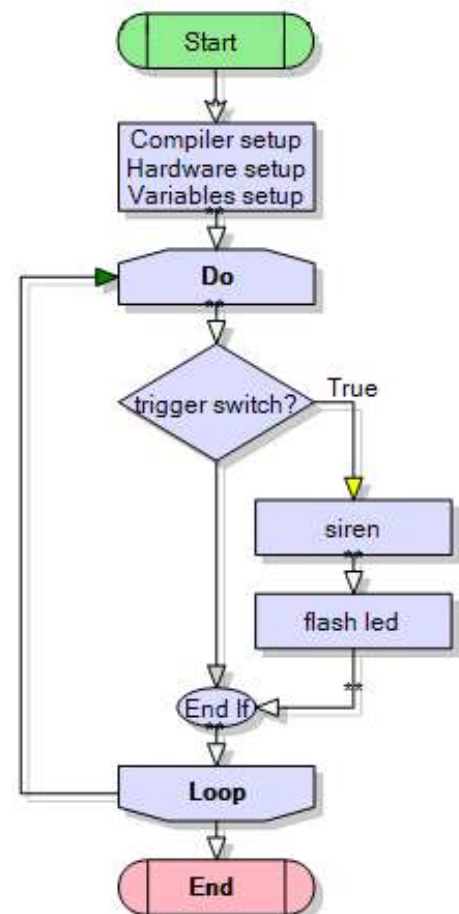 Start
Compiler setup
Hardware setup
Variables setup
**
Do
**
trigger switch?
True
siren
**
flash led
**
End If
**
Loop
End